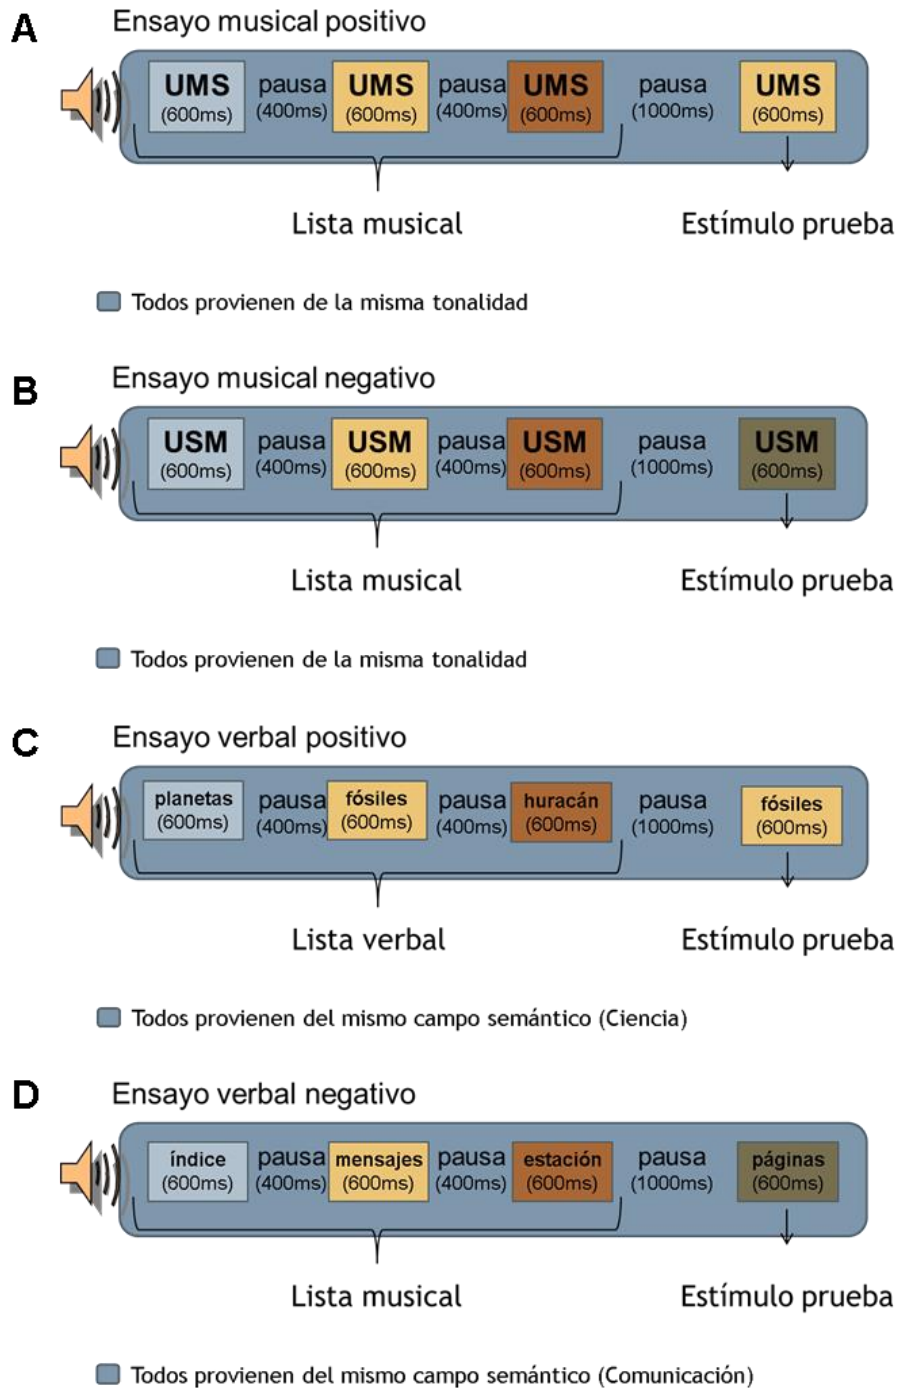 A
Ensayo musical positivo
UMS pausa UMS pausa UMS pausa UMS
(600ms) (400ms) (600ms) (400ms) (600ms) (1000ms) (600ms)
Lista musical Estímulo prueba
Todos provienen de la misma tonalidad
B
Ensayo musical negativo
USM pausa USM pausa USM pausa USM
(600ms) (400ms) (600ms) (400ms) (600ms) (1000ms) (600ms)
Lista musical Estímulo prueba
Todos provienen de la misma tonalidad
C
Ensayo verbal positivo
planetas pausa fósiles pausa huracán pausa fósiles
(600ms) (400ms) (600ms) (400ms) (600ms) (1000ms) (600ms)
Lista verbal Estímulo prueba
Todos provienen del mismo campo semántico (Ciencia)
D
Ensayo verbal negativo
índice pausa mensajes pausa estación pausa páginas
(600ms) (400ms) (600ms) (400ms) (600ms) (1000ms) (600ms)
Lista musical Estímulo prueba
Todos provienen del mismo campo semántico (Comunicación)